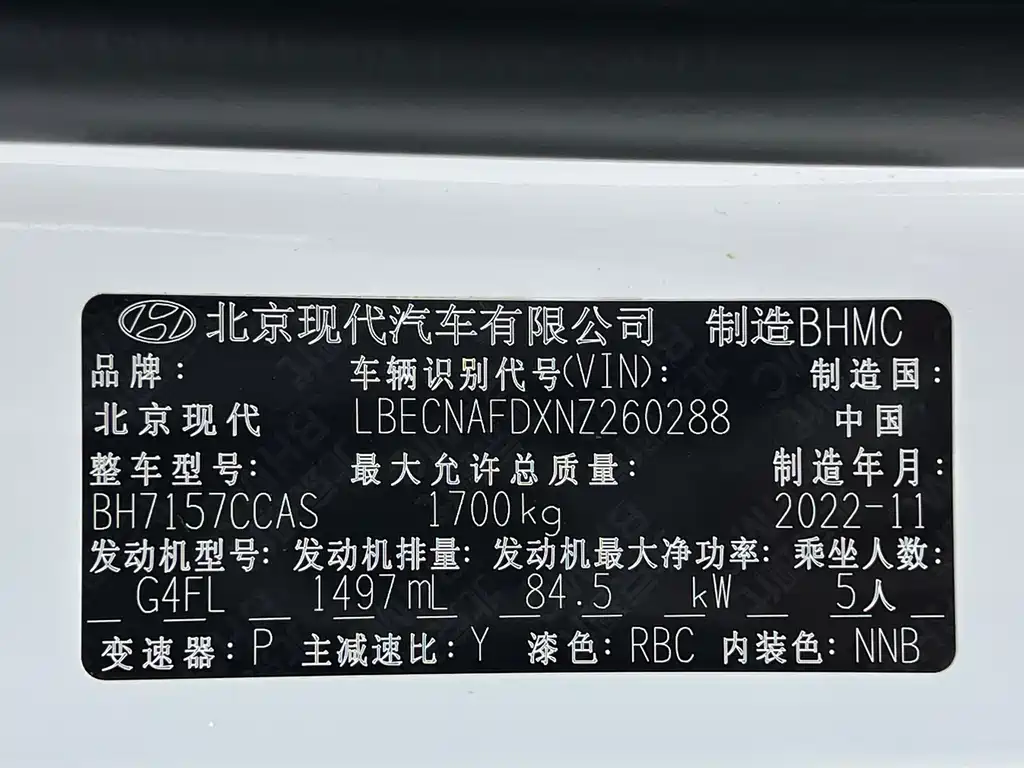 北京现代汽车有限公司 制造BHMC
品牌: 车辆识别代号(VIN): 制造国:
北京现代 LBECNAFDXNZ260288 中国
整车型号: 最大允许总质量: 制造年月:
BH7157CCAS 1700kg 2022-11
发动机型号: 发动机排量: 发动机最大净功率: 乘坐人数:
G4FL 1497mL 84.5 kW 5人
变速器: P 主减速比: Y 漆色: RBC 内装色: NNB